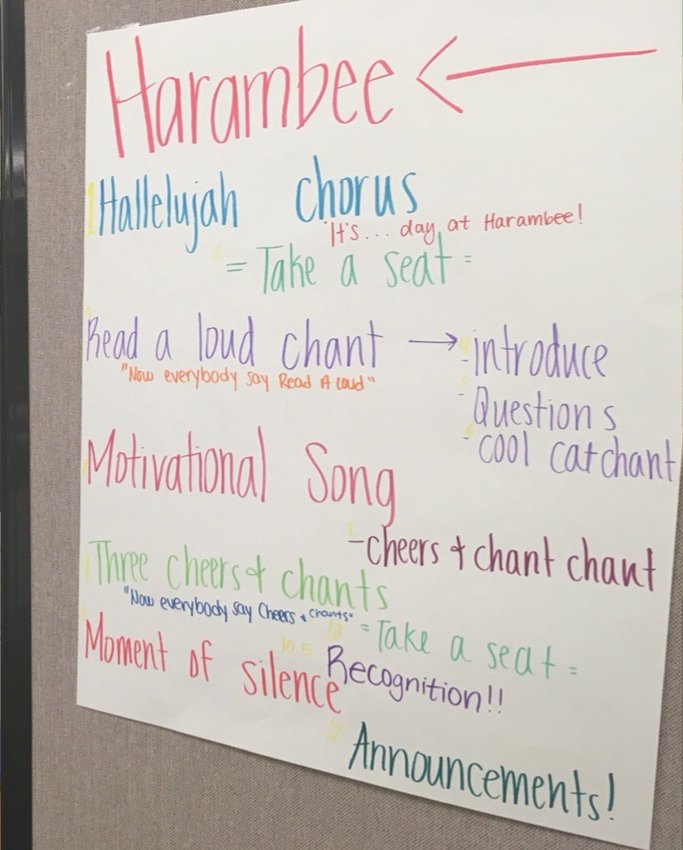 Harambee ←
1 Hallelujah chorus
It's... day at Harambee!
= Take a seat =
Read a loud chant → - introduce
"Now everybody say Read A Loud"
- Questions
- cool cat chant
Motivational Song
- cheers + chant chant
Three cheers + chants
"Now everybody say Cheers + chants"
= Take a seat =
Moment of silence
Recognition!!
Announcements!